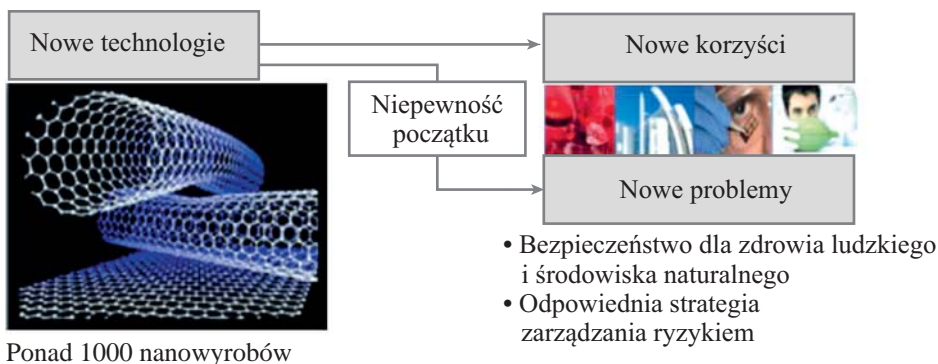 Nowe technologie
Nowe korzyści
Niepewność
początku
Nowe problemy
• Bezpieczeństwo dla zdrowia ludzkiego
i środowiska naturalnego
• Odpowiednia strategia
zarządzania ryzykiem
Ponad 1000 nanowyrobów